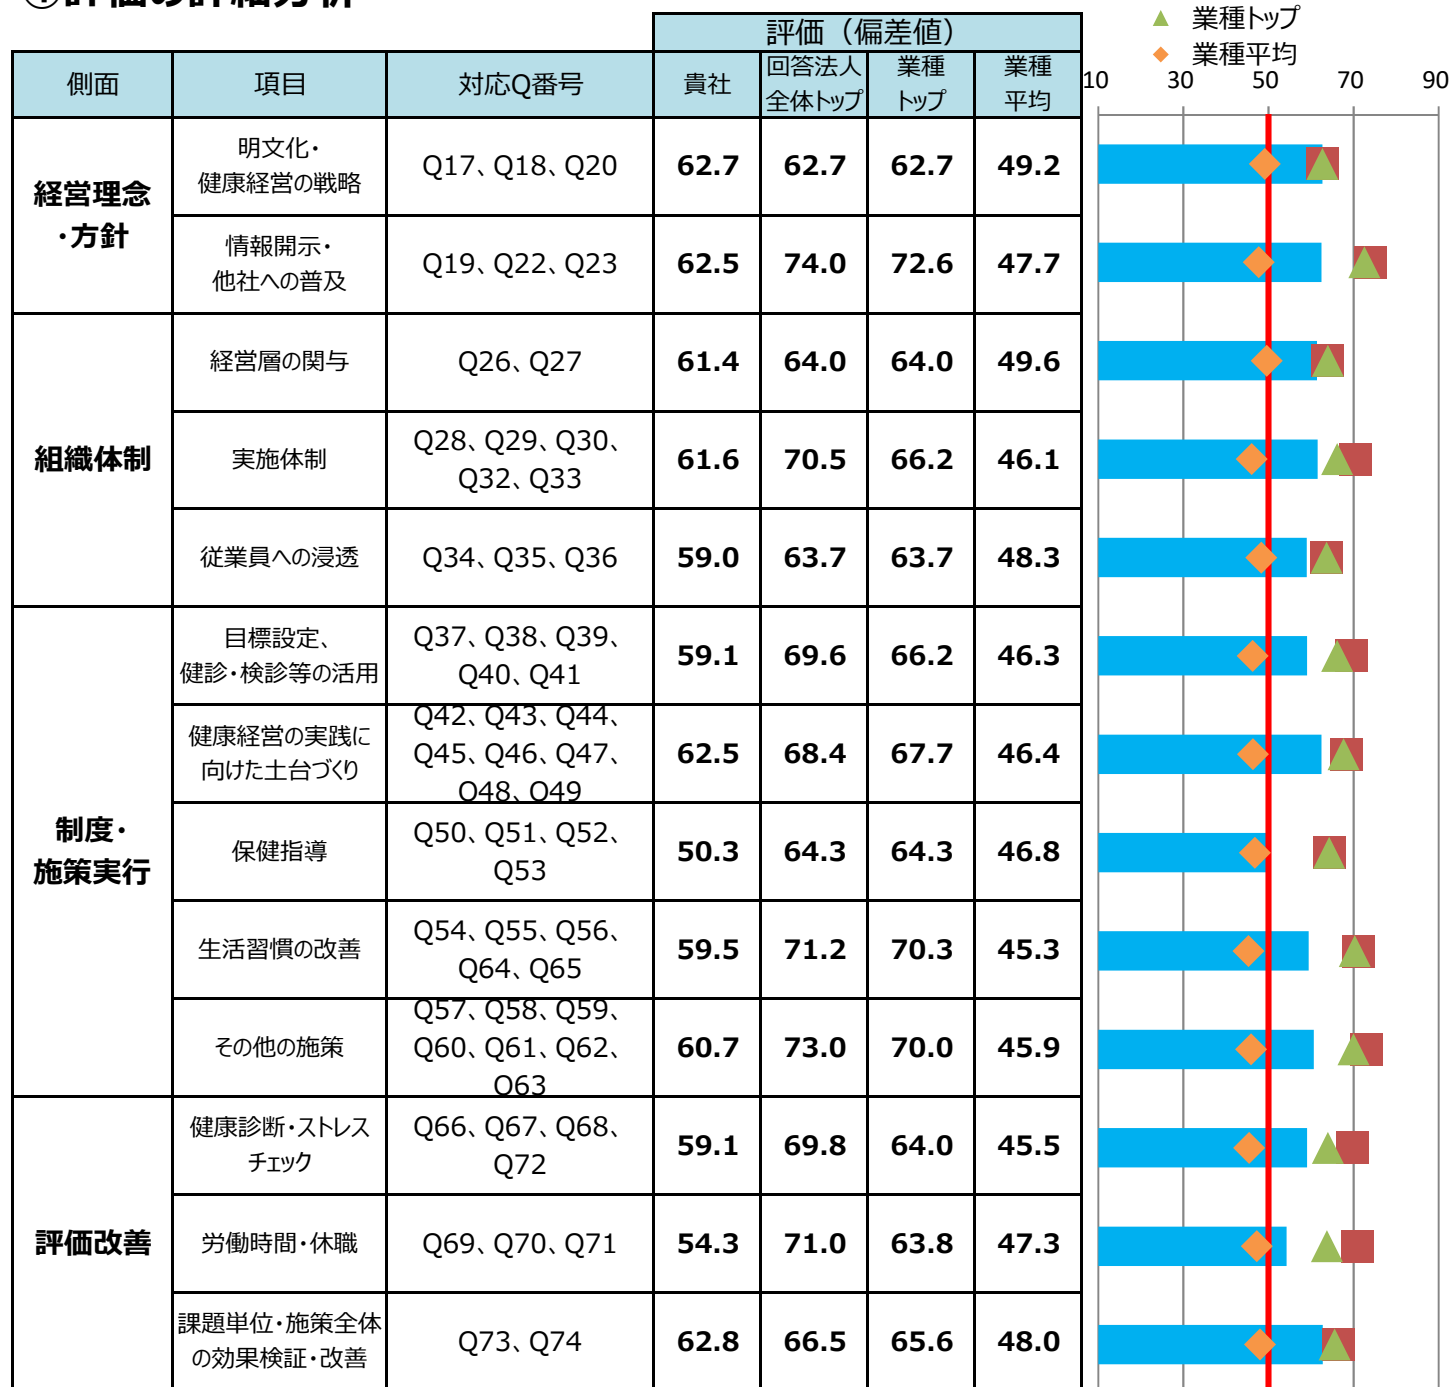 ①評価の詳細分析
業種トップ
業種平均
評価（偏差値）
側面 項目 対応Q番号 貴社 回答法人 業種 業種
全体トップ トップ 平均
10 30 50 70 90
経営理念
・方針
明文化・
健康経営の戦略
Q17、Q18、Q20 62.7 62.7 62.7 49.2
情報開示・
他社への普及
Q19、Q22、Q23 62.5 74.0 72.6 47.7
組織体制
経営層の関与 Q26、Q27 61.4 64.0 64.0 49.6
実施体制
Q28、Q29、Q30、
Q32、Q33
61.6 70.5 66.2 46.1
従業員への浸透 Q34、Q35、Q36 59.0 63.7 63.7 48.3
制度・
施策実行
目標設定、
健診・検診等の活用
Q37、Q38、Q39、
Q40、Q41
59.1 69.6 66.2 46.3
健康経営の実践に
向けた土台づくり
Q42、Q43、Q44、
Q45、Q46、Q47、
Q48、Q49
62.5 68.4 67.7 46.4
保健指導
Q50、Q51、Q52、
Q53
50.3 64.3 64.3 46.8
生活習慣の改善
Q54、Q55、Q56、
Q64、Q65
59.5 71.2 70.3 45.3
その他の施策
Q57、Q58、Q59、
Q60、Q61、Q62、
Q63
60.7 73.0 70.0 45.9
評価改善
健康診断・ストレス
チェック
Q66、Q67、Q68、
Q72
59.1 69.8 64.0 45.5
労働時間・休職 Q69、Q70、Q71 54.3 71.0 63.8 47.3
課題単位・施策全体
の効果検証・改善
Q73、Q74 62.8 66.5 65.6 48.0